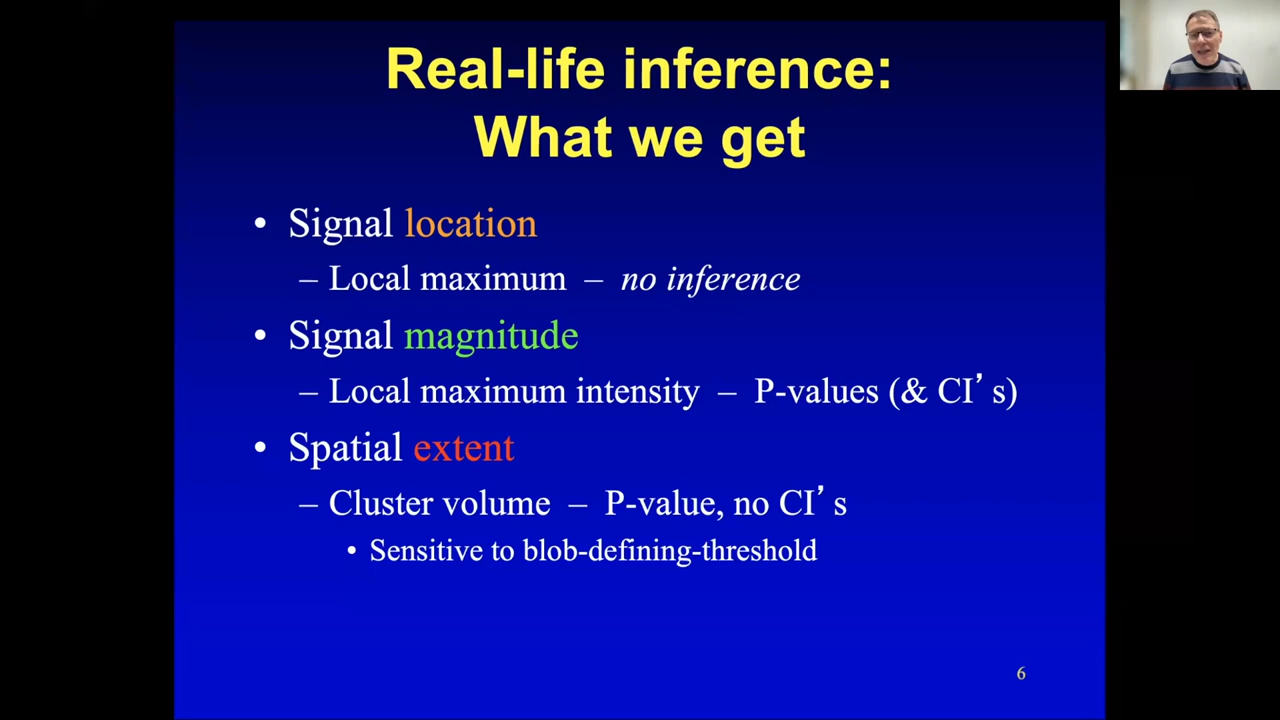 Real-life inference:
What we get
• Signal location
– Local maximum – no inference
• Signal magnitude
– Local maximum intensity – P-values (& CI’ s)
• Spatial extent
– Cluster volume – P-value, no CI’ s
• Sensitive to blob-defining-threshold
6